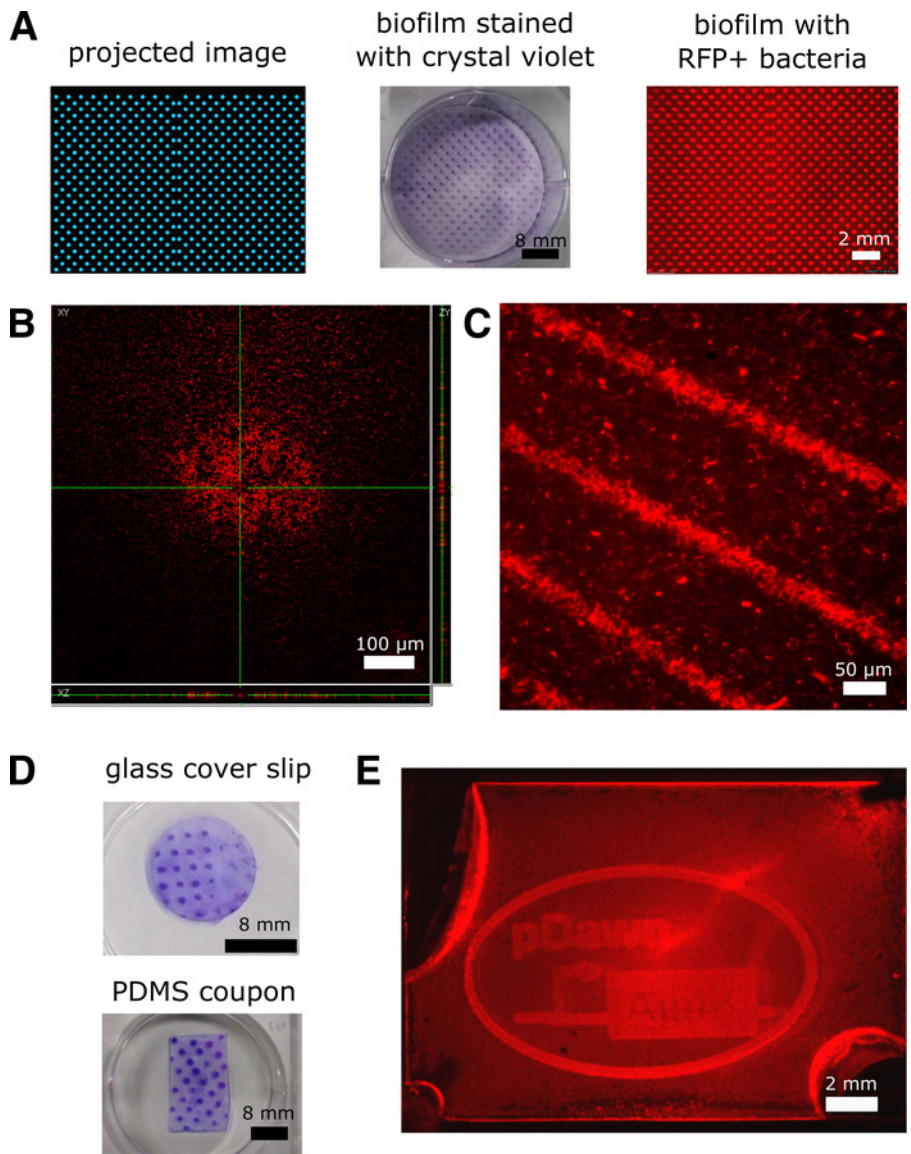 A
projected image
biofilm stained
with crystal violet
biofilm with
RFP+ bacteria
8 mm
2 mm
B
XY
ZY
100 µm
XZ
C
50 µm
D
glass cover slip
8 mm
PDMS coupon
8 mm
E
pDawn
Ag43
2 mm